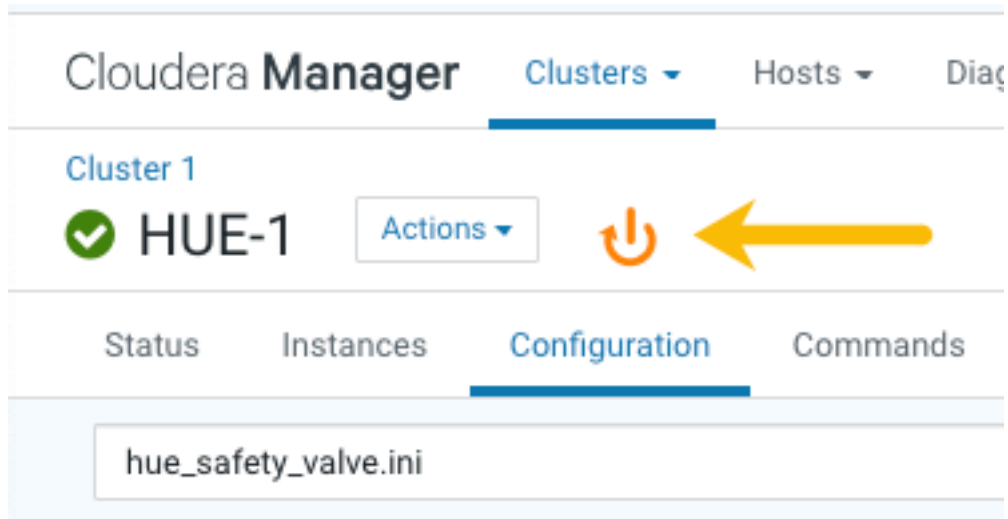 Cloudera Manager Clusters Hosts
Cluster 1
HUE-1 Actions
Status Instances Configuration Commands
hue_safety_valve.ini